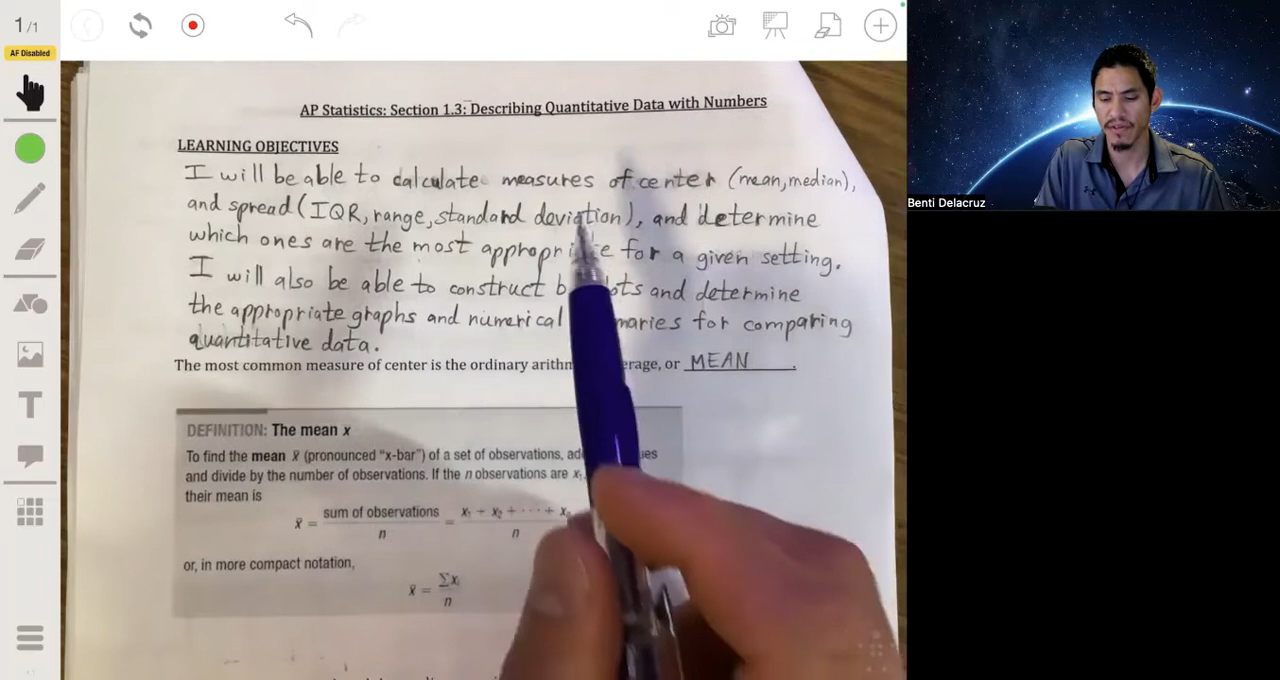 1/1
AF Disabled
T
Benti Delacruz
AP Statistics: Section 1.3: Describing Quantitative Data with Numbers
LEARNING OBJECTIVES
I will be able to calculate measures of center (mean, median),
and spread (IQR, range, standard deviation), and determine
which ones are the most appropriate for a given setting.
I will also be able to construct and determine
the appropriate graphs and numerical for comparing
quantitative data.
The most common measure of center is the ordinary or MEAN.
DEFINITION: The mean x
To find the mean x̄ (pronounced "x-bar") of a set of observations,
and divide by the number of observations. If the n observations are x₁,
their mean is
x̄ = sum of observations / n = x₁ + x₂ + · · · + xₙ / n
or, in more compact notation,
x̄ = Σxᵢ / n